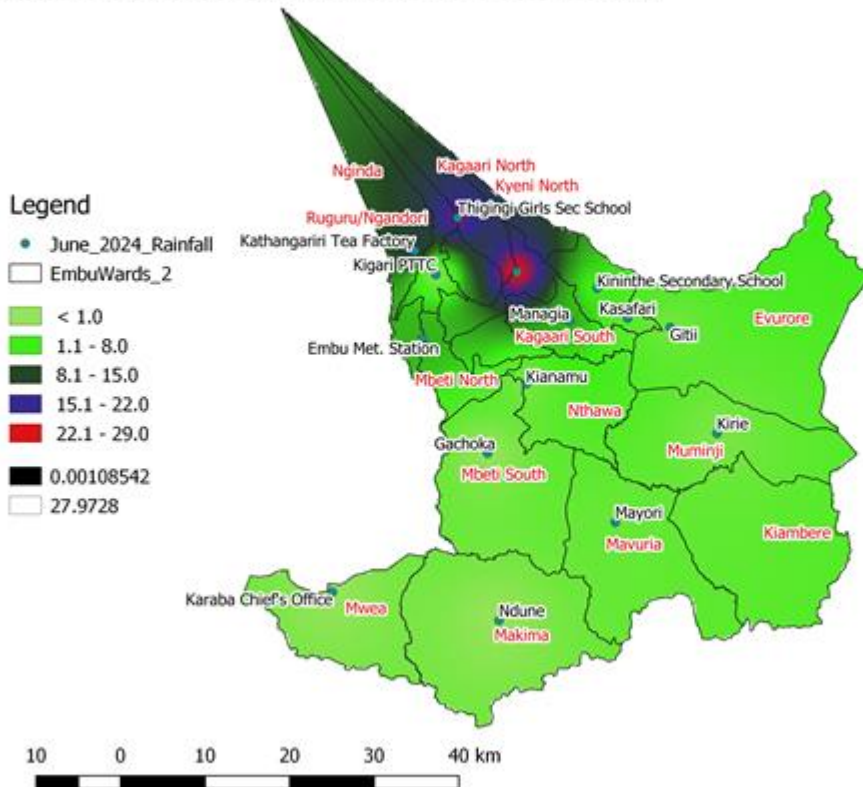 Nginda
Kagaari North
Kyeni North
Thigingi Girls Sec School
Ruguru/Ngandori
Kathangariri Tea Factory
Kigari PTTC
Kininthe Secondary School
Managia
Kasafari
Evurore
Kagaari South
Gitii
Embu Met. Station
Mbeti North
Kianamu
Nthawa
Kirie
Gachoka
Muminji
Mbeti South
Mayori
Kiambere
Mavuria
Karaba Chief's Office
Mwea
Ndune
Makima
Legend
June_2024_Rainfall
EmbuWards_2
< 1.0
1.1 - 8.0
8.1 - 15.0
15.1 - 22.0
22.1 - 29.0
0.00108542
27.9728
10 0 10 20 30 40 km